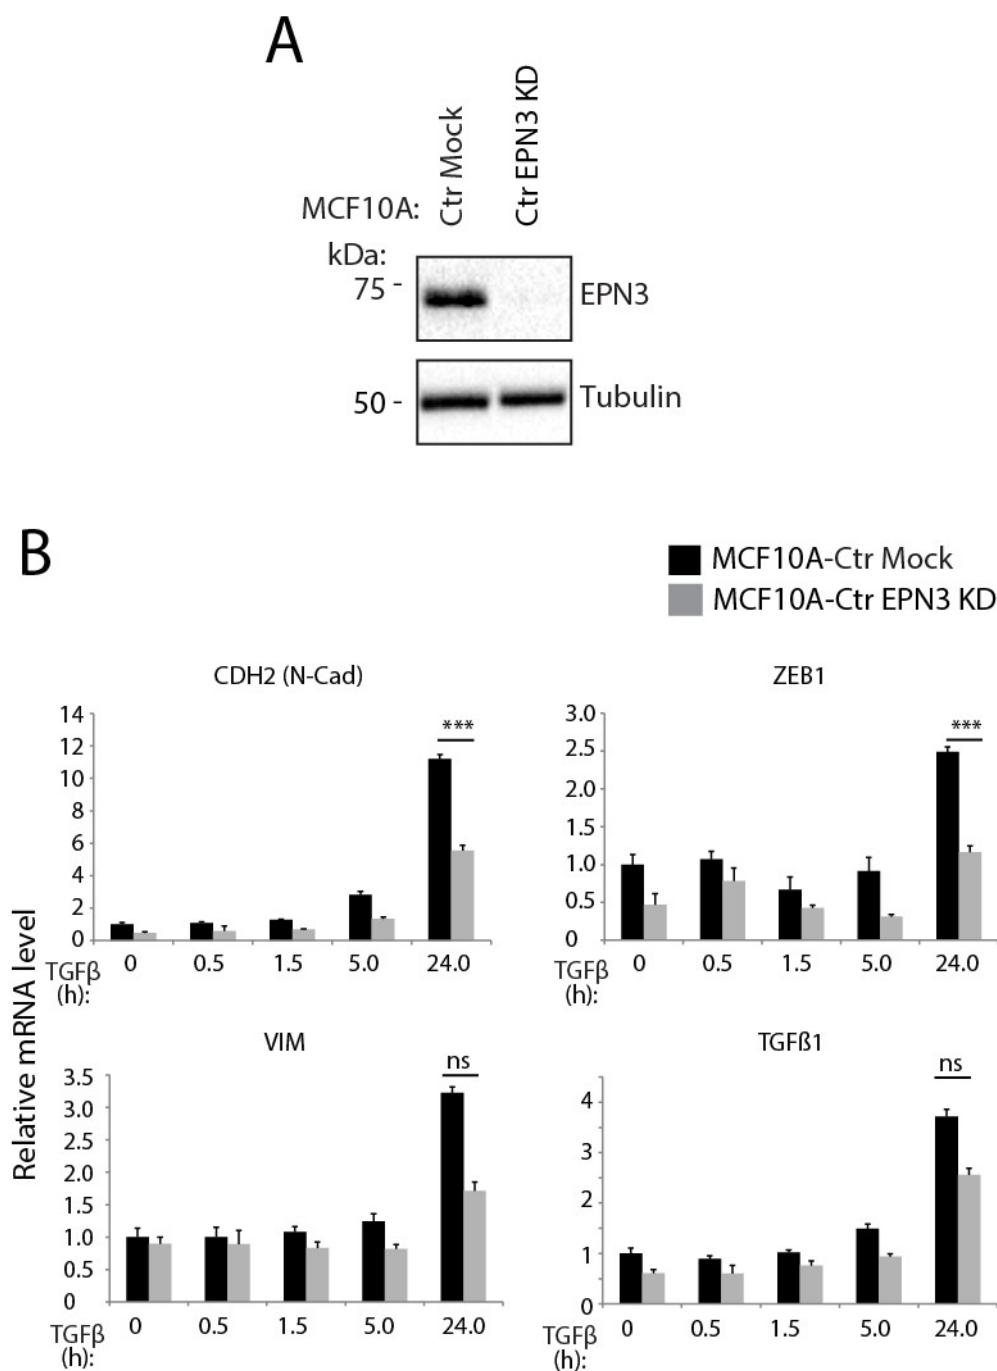 A
MCF10A:
Ctr Mock
Ctr EPN3 KD
kDa:
75 -
EPN3
50 -
Tubulin
B
MCF10A-Ctr Mock
MCF10A-Ctr EPN3 KD
Relative mRNA level
CDH2 (N-Cad)
14
12
10
8
6
4
2
0
***
TGFβ
(h):
0 0.5 1.5 5.0 24.0
ZEB1
3.0
2.5
2.0
1.5
1.0
0.5
0
***
TGFβ
(h):
0 0.5 1.5 5.0 24.0
VIM
3.5
3.0
2.5
2.0
1.5
1.0
0.5
0
ns
TGFβ
(h):
0 0.5 1.5 5.0 24.0
TGFß1
4
3
2
1
0
ns
TGFβ
(h):
0 0.5 1.5 5.0 24.0